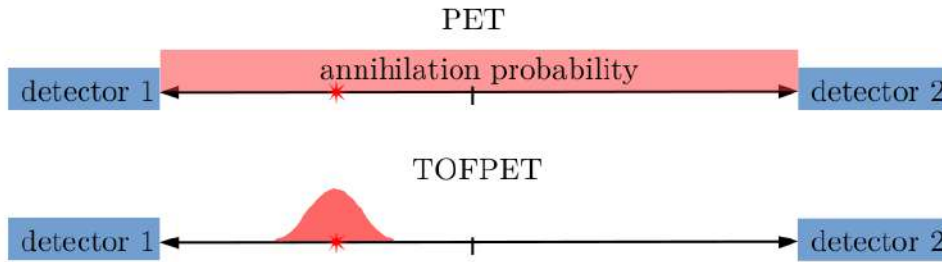 PET
annihilation probability
detector 1
detector 2
TOFPET
detector 1
detector 2